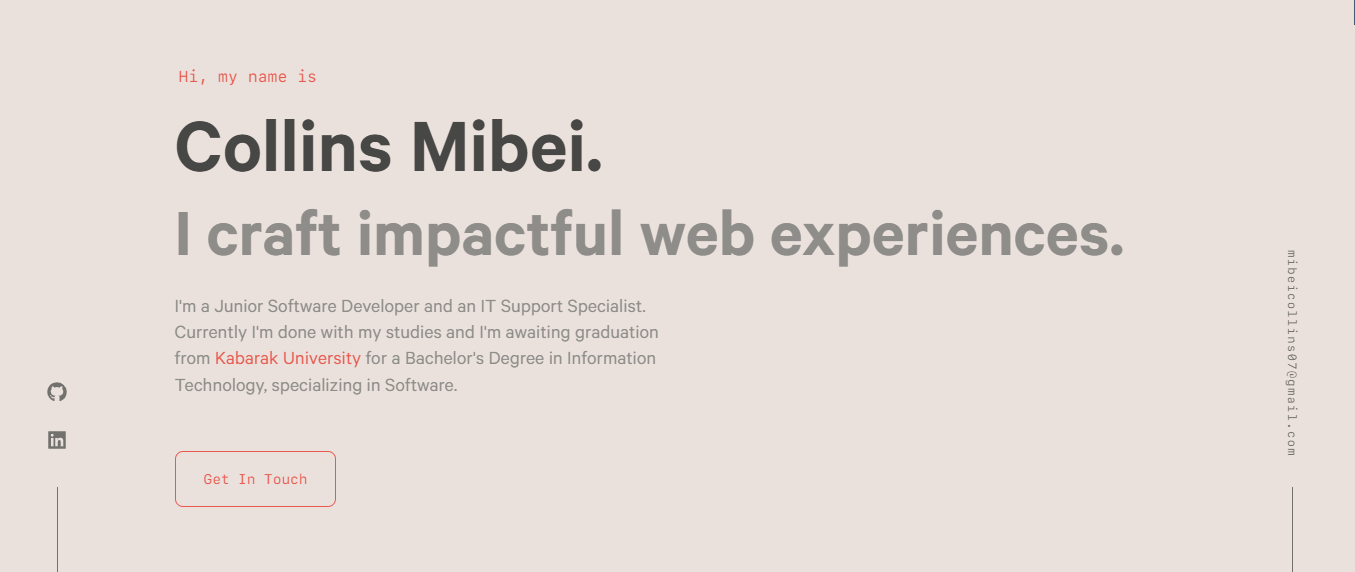 Hi, my name is
Collins Mibei.
I craft impactful web experiences.
I'm a Junior Software Developer and an IT Support Specialist.
Currently I'm done with my studies and I'm awaiting graduation
from Kabarak University for a Bachelor's Degree in Information
Technology, specializing in Software.
Get In Touch
mibeicollins07@gmail.com